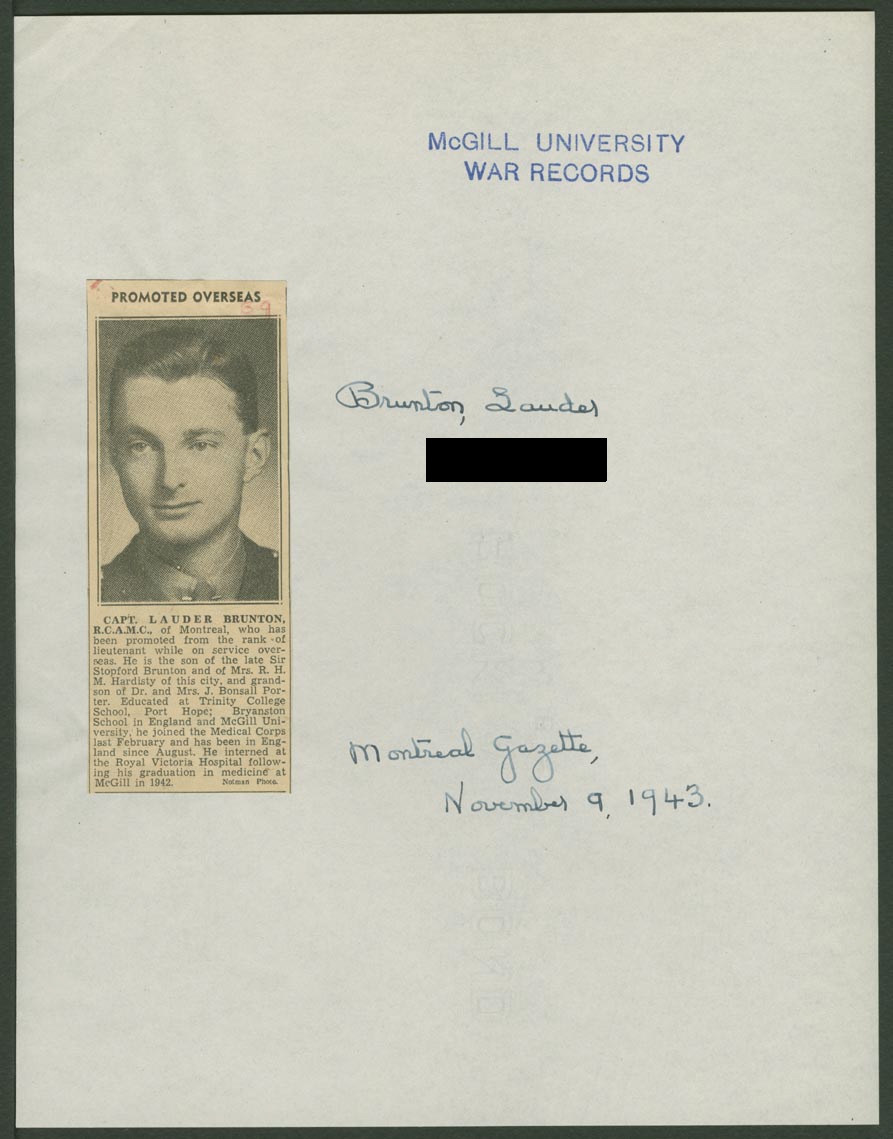 McGILL UNIVERSITY
WAR RECORDS
PROMOTED OVERSEAS
69
Brunton, Lauder
CAPT. LAUDER BRUNTON,
R.C.A.M.C., of Montreal, who has
been promoted from the rank of
lieutenant while on service over-
seas. He is the son of the late Sir
Stopford Brunton and of Mrs. R. H.
M. Hardisty of this city, and grand-
son of Dr. and Mrs. J. Bonsall Por-
ter. Educated at Trinity College
School, Port Hope; Bryanston
School in England and McGill Uni-
versity, he joined the Medical Corps
last February and has been in Eng-
land since August. He interned at
the Royal Victoria Hospital follow-
ing his graduation in medicine at
McGill in 1942. Notman Photo.
Montreal Gazette,
November 9, 1943.